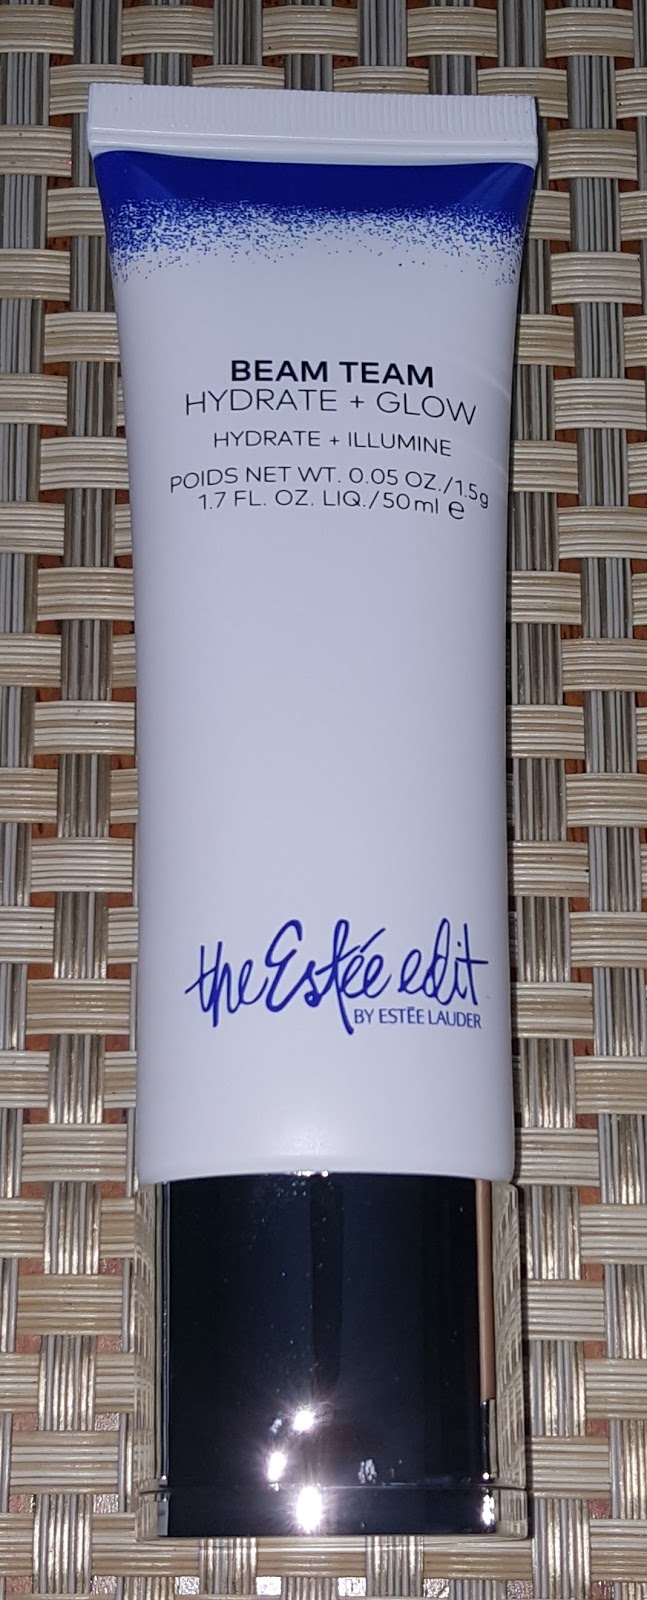 BEAM TEAM
HYDRATE + GLOW
HYDRATE + ILLUMINE
POIDS NET WT. 0.05 OZ./1.5g
1.7 FL. OZ. LIQ./50ml e
the Estée edit
BY ESTĒE LAUDER